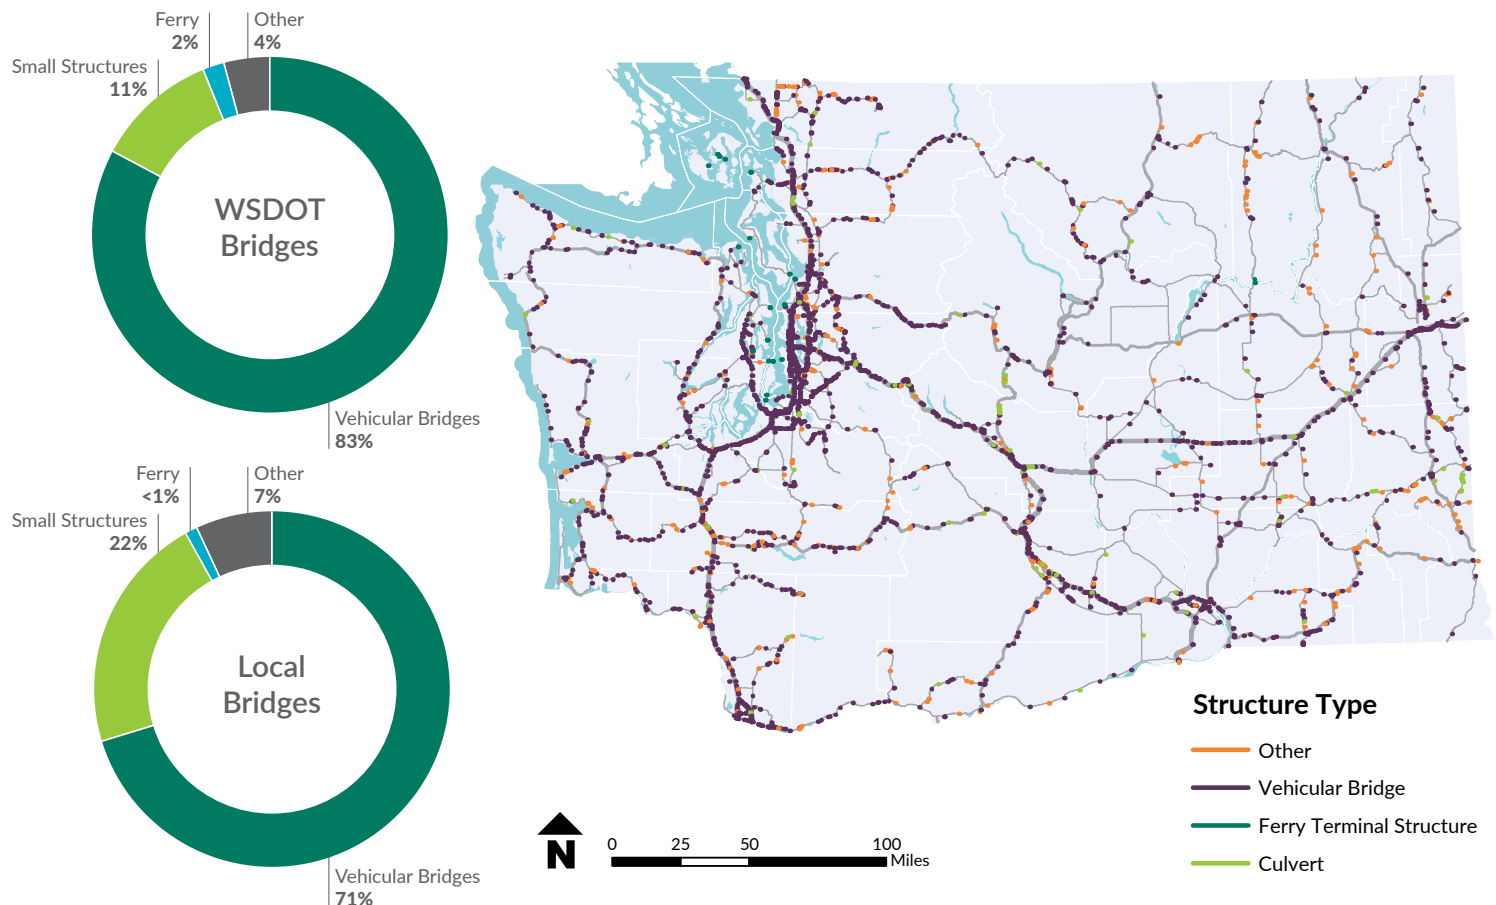 Ferry
2%
Other
4%
Small Structures
11%
WSDOT
Bridges
Vehicular Bridges
83%
Ferry
<1%
Other
7%
Small Structures
22%
Local
Bridges
Vehicular Bridges
71%
N
0 25 50 100
Miles
Structure Type
Other
Vehicular Bridge
Ferry Terminal Structure
Culvert